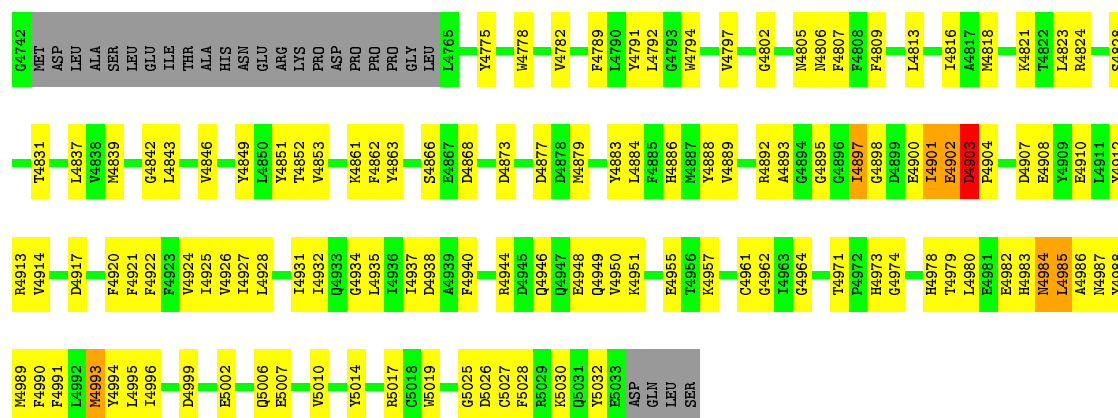 G4742 MET ASP LEU ALA SER LEU GLU ILE THR ALA HIS ASN GLU ARG LYS PRO ASP PRO PRO PRO GLY LEU L4765 Y4775 W4778 V4782 F4789 L4790 Y4791 L4792 G4793 W4794 V4797 G4802 N4805 N4806 F4807 F4808 F4809 L4813 I4816 A4817 M4818 K4821 T4822 L4823 R4824 S4828
T4831 L4837 V4838 M4839 G4842 L4843 V4846 Y4849 L4850 Y4851 T4852 V4853 K4861 F4862 Y4863 S4866 E4867 D4868 D4873 D4877 D4878 M4879 Y4883 L4884 F4885 H4886 M4887 Y4888 V4889 R4892 A4893 G4894 G4895 G4896 I4897 G4898 D4899 E4900 I4901 E4902 D4903 P4904 D4907 E4908 Y4909 E4910 L4911 Y4912
R4913 V4914 D4917 F4920 F4921 F4922 F4923 V4924 I4925 V4926 I4927 L4928 I4931 I4932 Q4933 G4934 L4935 I4936 I4937 D4938 A4939 F4940 R4944 D4945 Q4946 Q4947 E4948 Q4949 V4950 K4951 E4955 T4956 K4957 C4961 G4962 I4963 G4964 T4971 P4972 H4973 G4974 H4978 T4979 L4980 E4981 E4982 H4983 N4984 L4985 A4986 N4987 Y4988
M4989 F4990 F4991 L4992 M4993 Y4994 L4995 I4996 D4999 E5002 Q5006 E5007 V5010 Y5014 R5017 C5018 W5019 G5025 D5026 C5027 F5028 R5029 K5030 Q5031 Y5032 E5033 ASP GLN LEU SER